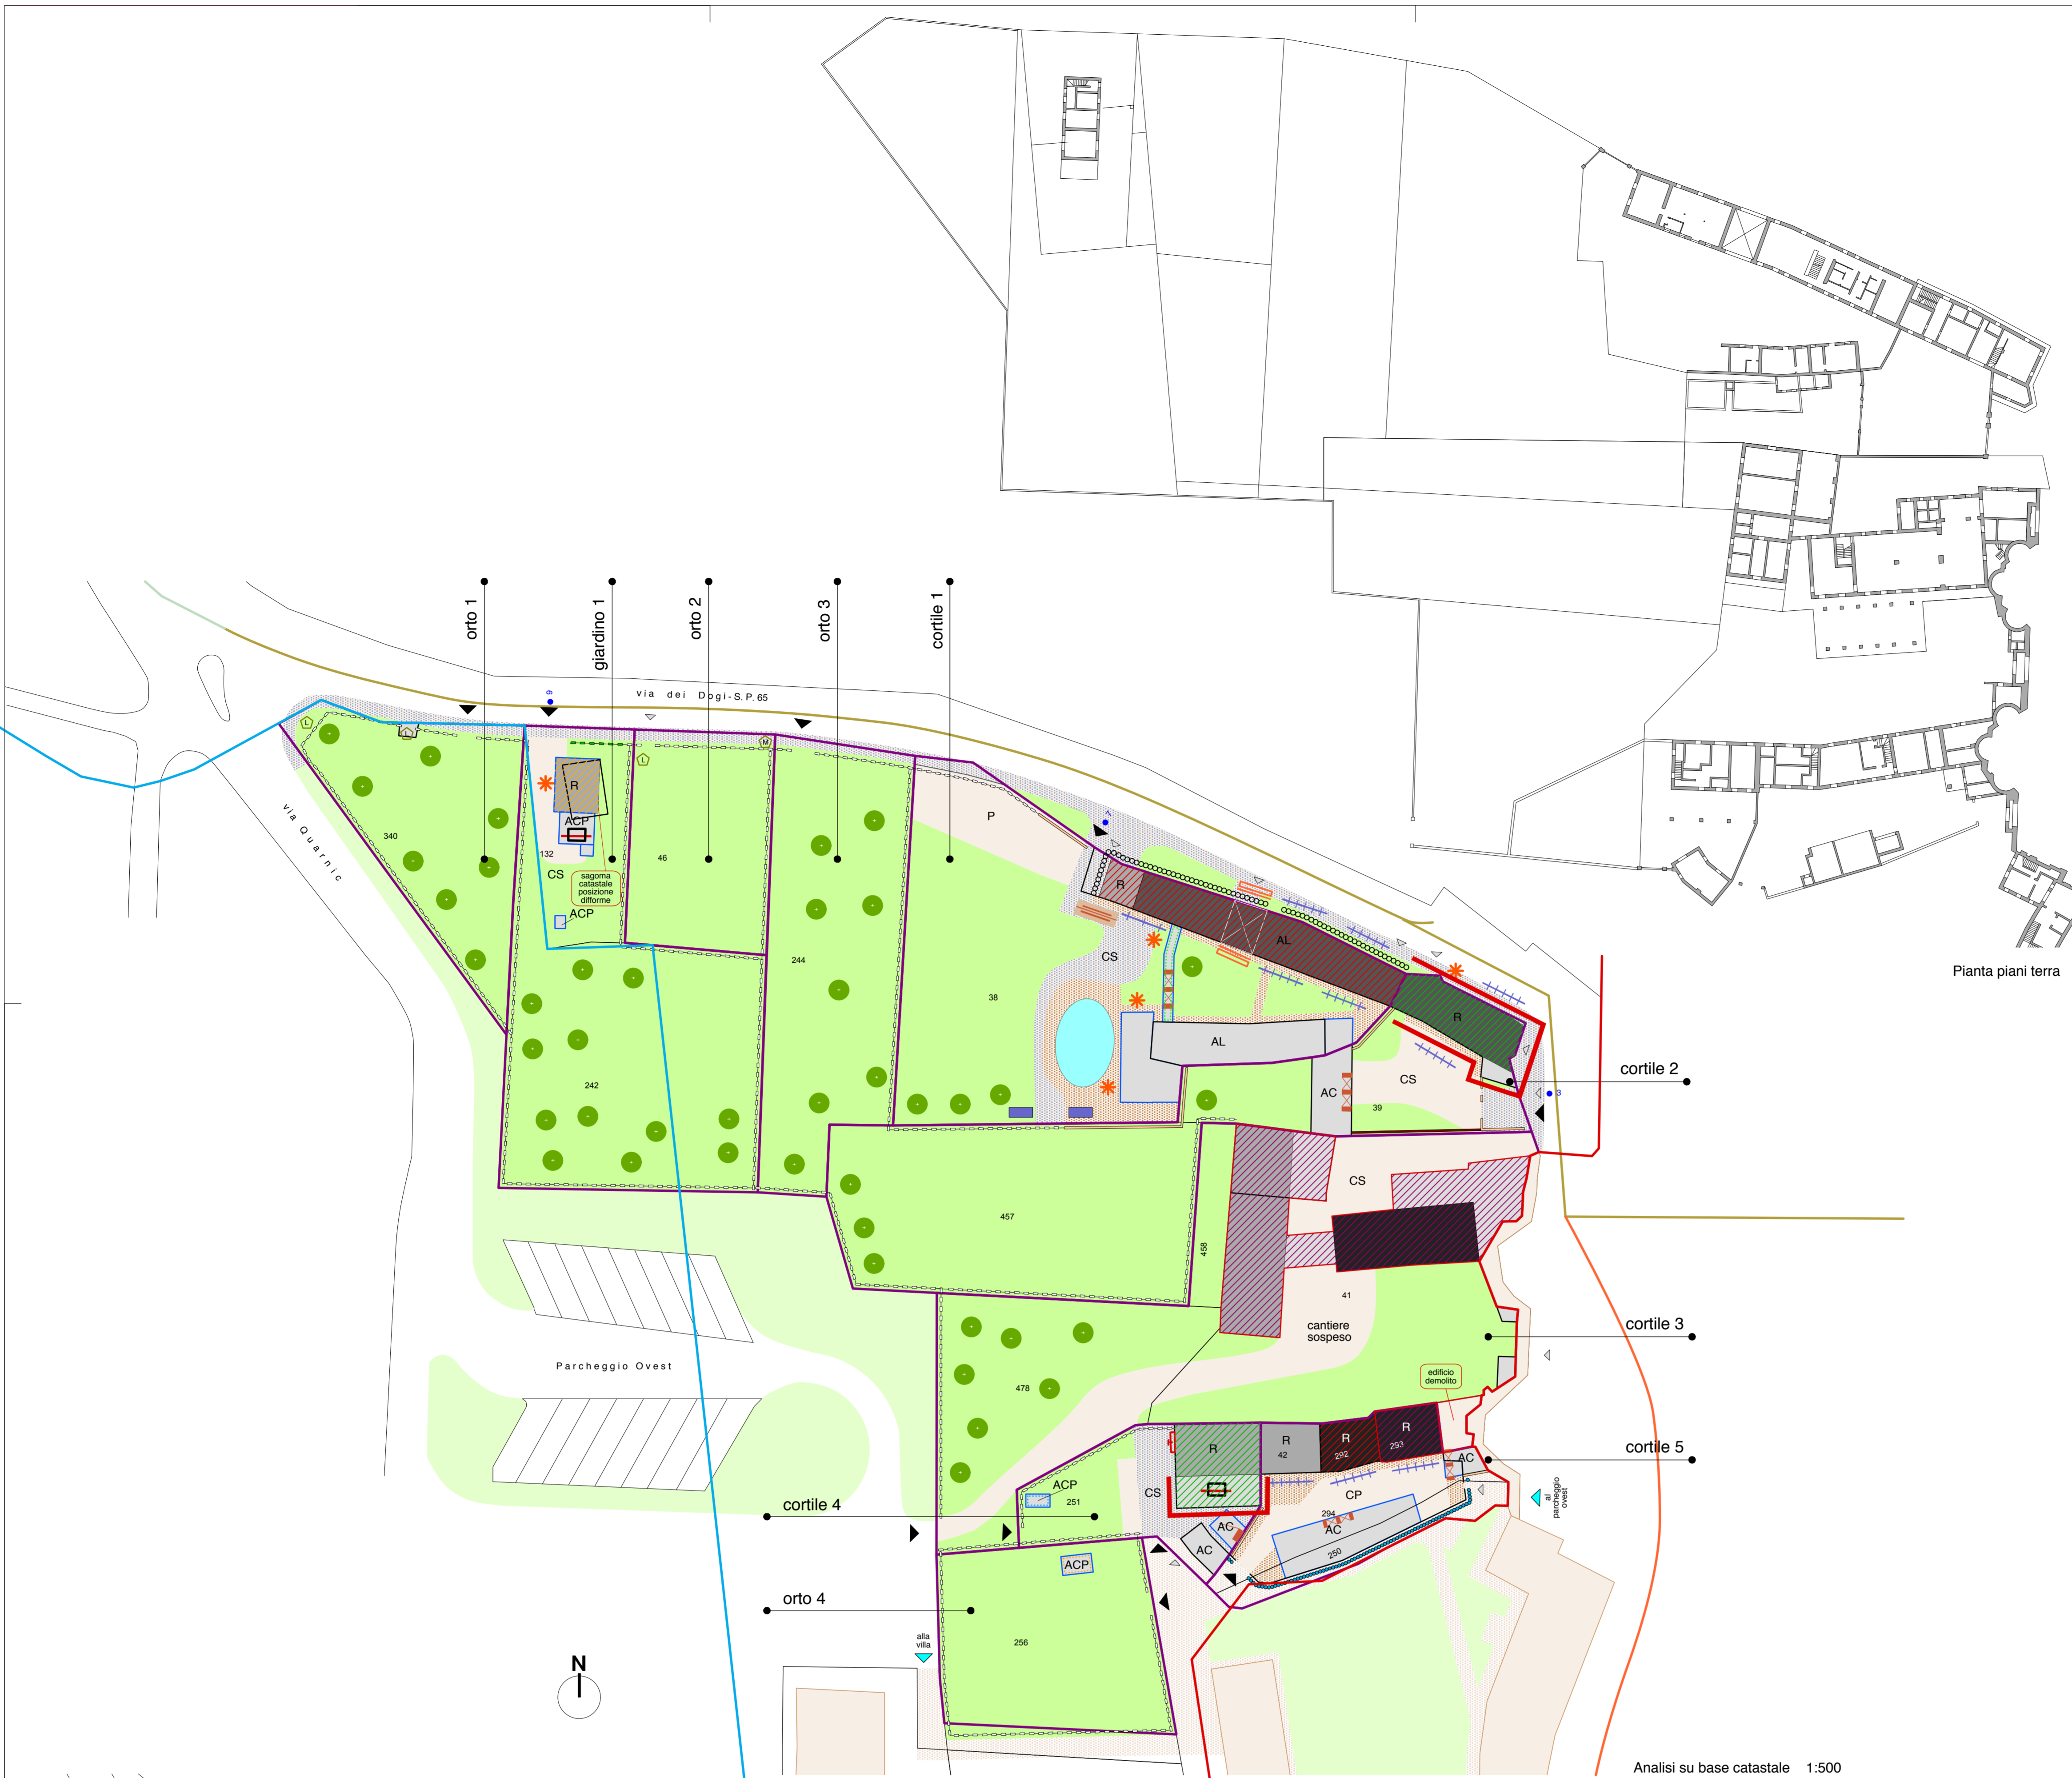 Pianta piani terra
orto 1
giardino 1
orto 2
orto 3
cortile 1
9
via dei Dogi-S.P.65
L
L
M
L
via Quarnic
R
ACP
340
132
46
CS
sagoma
catastale
posizione
difforme
ACP
P
7
R
AL
CS
244
38
R
AL
CS
AC
39
cortile 2
3
242
CS
457
458
41
cantiere
sospeso
cortile 3
edificio
demolito
Parcheggio Ovest
478
R
R
42
R
292
R
293
AC
cortile 5
ACP
251
CS
CP
294
AC
AC
AC
250
al
parcheggio
ovest
cortile 4
ACP
orto 4
256
alla
villa
N
Analisi su base catastale 1:500